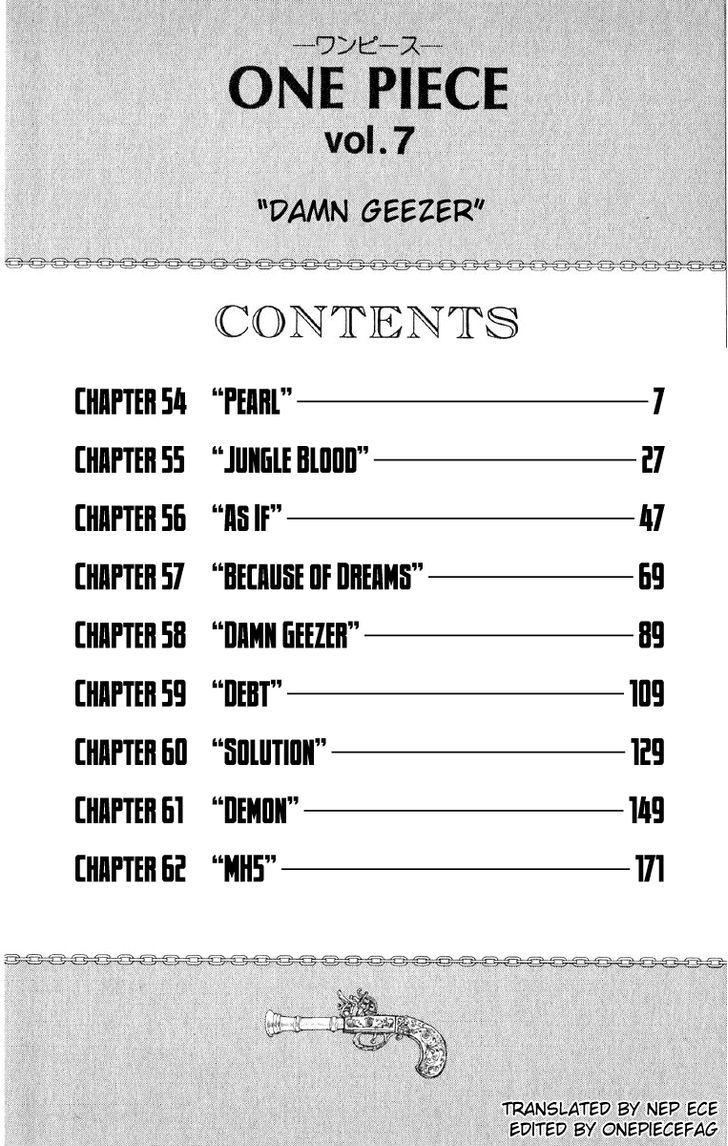 ―ワンピース―
ONE PIECE
vol.7
"DAMN GEEZER"
CONTENTS
CHAPTER 54 "PEARL" 7
CHAPTER 55 "JUNGLE BLOOD" 27
CHAPTER 56 "AS IF" 47
CHAPTER 57 "BECAUSE OF DREAMS" 69
CHAPTER 58 "DAMN GEEZER" 89
CHAPTER 59 "DEBT" 109
CHAPTER 60 "SOLUTION" 129
CHAPTER 61 "DEMON" 149
CHAPTER 62 "MH5" 171
TRANSLATED BY NEP ECE
EDITED BY ONEPIECEFAG